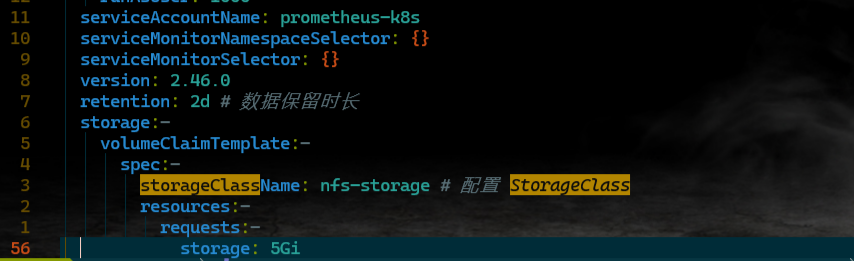 11 serviceAccountName: prometheus-k8s
10 serviceMonitorNamespaceSelector: {}
9 serviceMonitorSelector: {}
8 version: 2.46.0
7 retention: 2d # 数据保留时长
6 storage:-
5 volumeClaimTemplate:-
4 spec:-
3 storageClassName: nfs-storage # 配置 StorageClass
2 resources:-
1 requests:-
56 storage: 5Gi